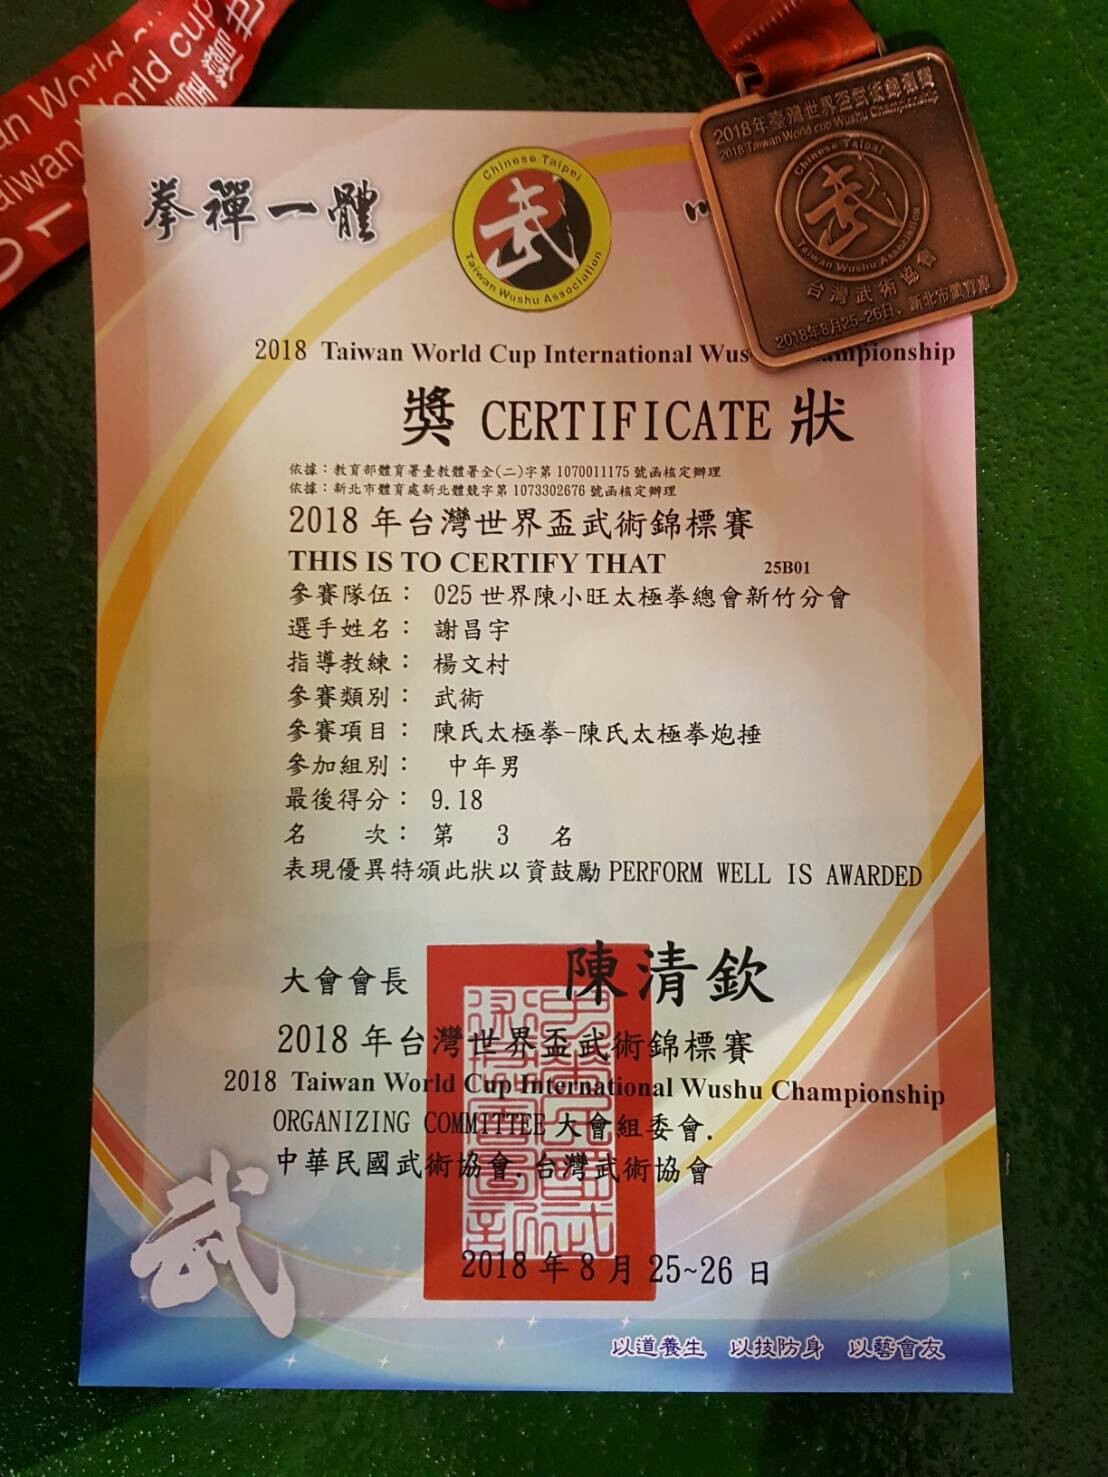 an World
World cup
Taiwan
拳禪一體
Chinese Taipei
武
Taiwan Wushu Association
2018年臺灣世界盃武術錦標賽
2018 Taiwan World cup Wushu Championship
Chinese Taipei
武
Taiwan Wushu Association
台灣武術協會
2018年8月25-26日、新北市
2018 Taiwan World Cup International Wus mpionship
獎 CERTIFICATE 狀
依據：教育部體育署臺教體署全(二)字第 1070011175 號函核定辦理
依據：新北市體育處新北體競字第 1073302676 號函核定辦理
2018 年台灣世界盃武術錦標賽
THIS IS TO CERTIFY THAT 25B01
參賽隊伍： 025 世界陳小旺太極拳總會新竹分會
選手姓名： 謝昌宇
指導教練： 楊文村
參賽類別： 武術
參賽項目： 陳氏太極拳-陳氏太極拳炮捶
參加組別： 中年男
最後得分： 9.18
名 次： 第 3 名
表現優異特頒此狀以資鼓勵 PERFORM WELL IS AWARDED
大會會長 陳清欽
2018 年台灣世界盃武術錦標賽
2018 Taiwan World Cup International Wushu Championship
ORGANIZING COMMITTEE 大會組委會.
中華民國武術協會.台灣武術協會
2018 年 8 月 25~26 日
武
以道養生 以技防身 以藝會友